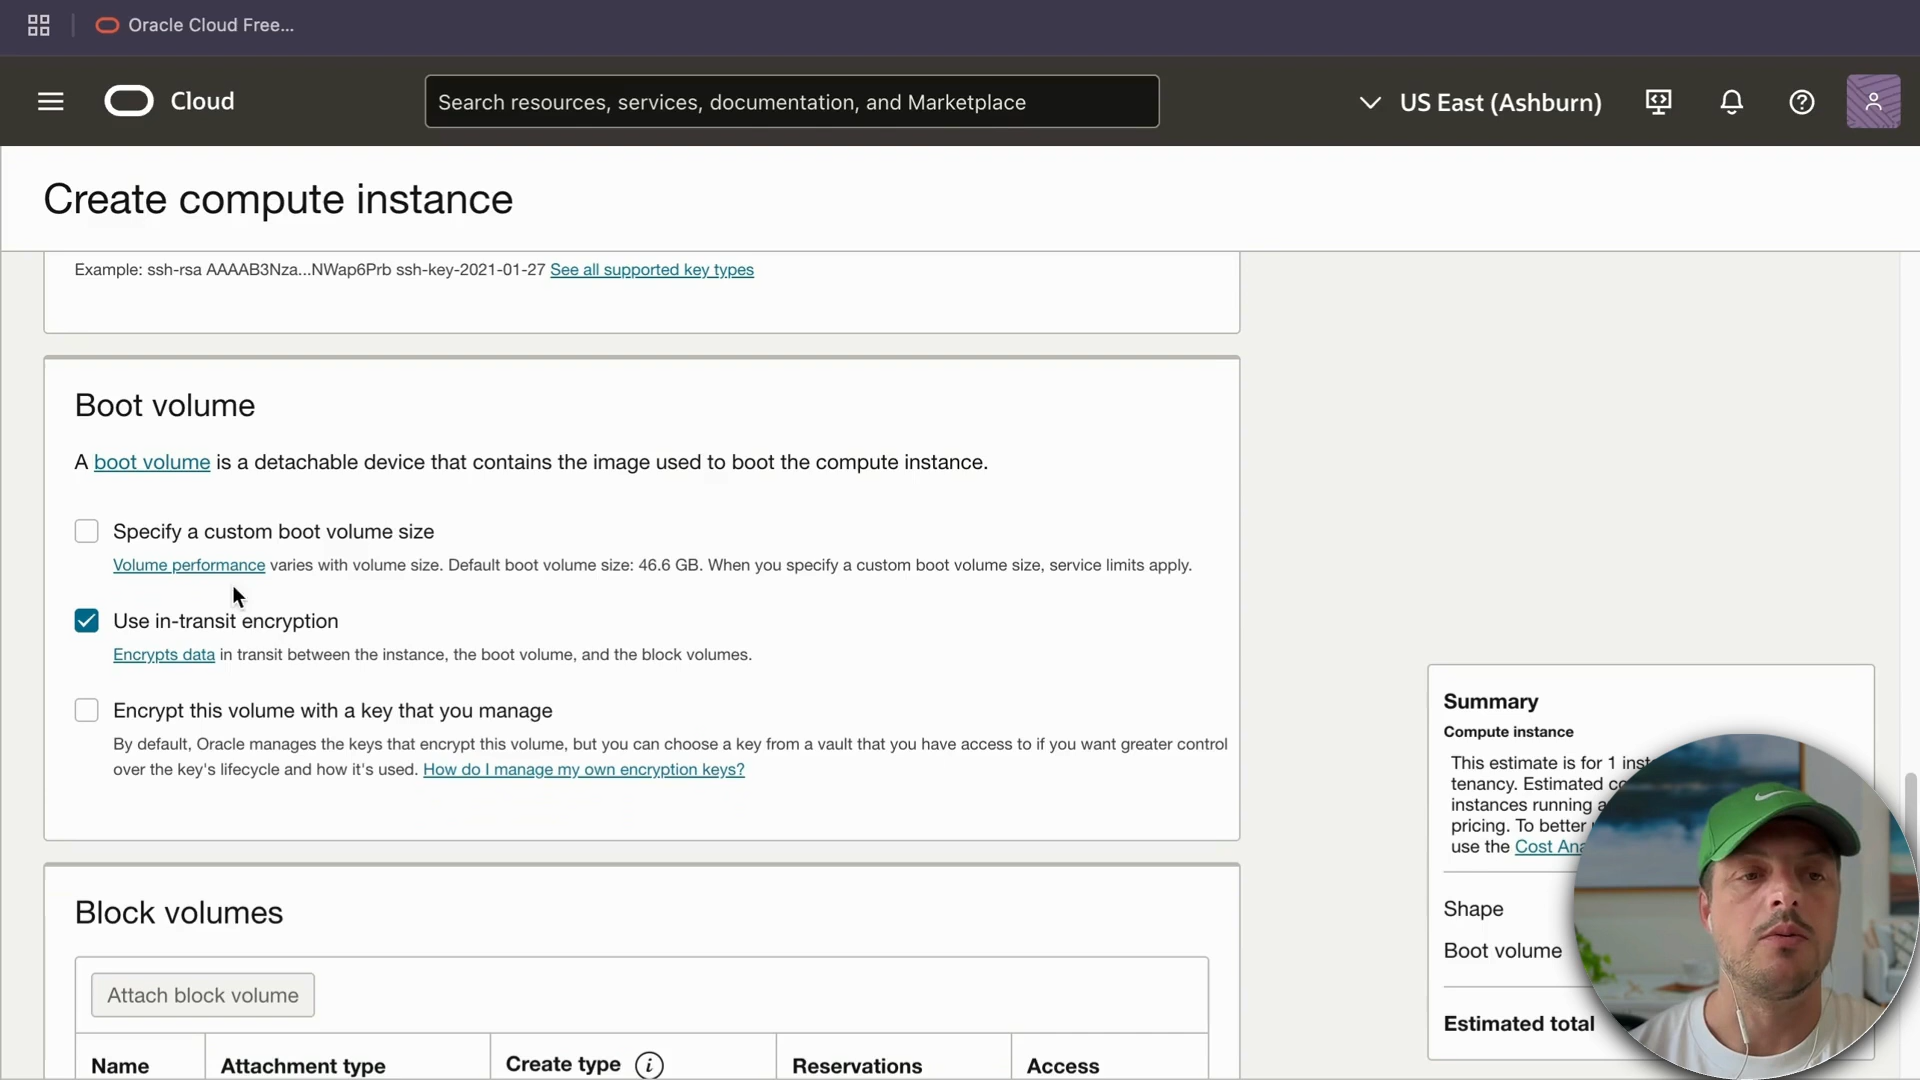 Oracle Cloud Free...
Cloud
Search resources, services, documentation, and Marketplace
US East (Ashburn)
Create compute instance
Example: ssh-rsa AAAAB3Nza...NWap6Prb ssh-key-2021-01-27 See all supported key types
Boot volume
A boot volume is a detachable device that contains the image used to boot the compute instance.
Specify a custom boot volume size
Volume performance varies with volume size. Default boot volume size: 46.6 GB. When you specify a custom boot volume size, service limits apply.
Use in-transit encryption
Encrypts data in transit between the instance, the boot volume, and the block volumes.
Encrypt this volume with a key that you manage
By default, Oracle manages the keys that encrypt this volume, but you can choose a key from a vault that you have access to if you want greater control
over the key's lifecycle and how it's used. How do I manage my own encryption keys?
Block volumes
Attach block volume
Name Attachment type Create type Reservations Access
Summary
Compute instance
This estimate is for 1
tenancy. Estimated
instances running
pricing. To better
use the Cost
Shape
Boot volume
Estimated total